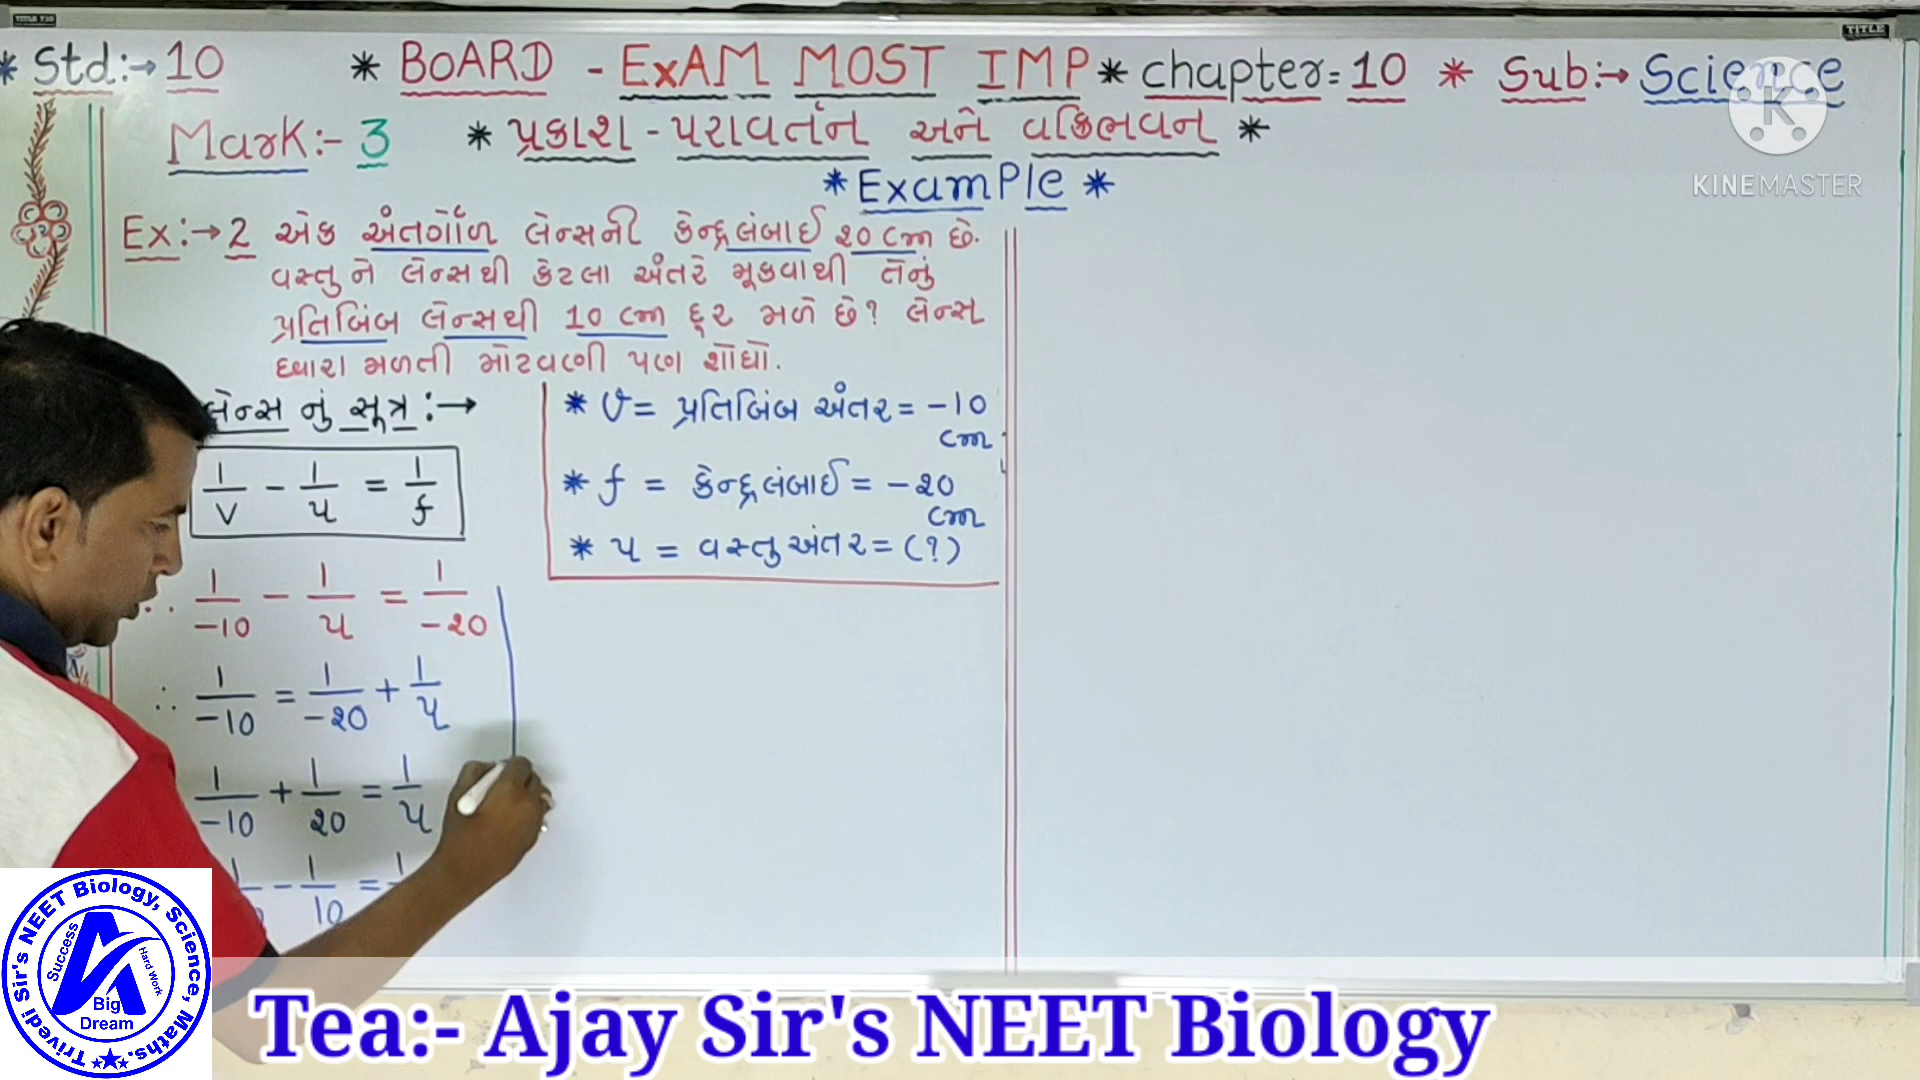 * Std:→ 10 * BoARD - ExAM MOST IMP * chapter = 10 * Sub:→ Science
Mark:- 3 * પ્રકાશ - પરાવર્તન અને વક્રિભવન *
* ExamPle *
Ex:→ 2 એક અંતર્ગોળ લેન્સની કેન્દ્રલંબાઈ 20 cm છે.
વસ્તુને લેન્સથી કેટલા અંતરે મૂકવાથી તેનું
પ્રતિબિંબ લેન્સથી 10 cm દૂર મળે છે? લેન્સ
દ્વારા મળતી મોટવણી પણ શોધો.
લેન્સ નું સૂત્ર :→
1/v - 1/u = 1/f
∴ 1/-10 - 1/u = 1/-20
∴ 1/-10 = 1/-20 + 1/u
1/-10 + 1/20 = 1/u
- 1/10 =
* v = પ્રતિબિંબ અંતર = -10
cm
* f = કેન્દ્રલંબાઈ = -20
cm
* u = વસ્તુઅંતર = (?)
KINEMASTER
Trivedi Sir's NEET Biology, Science, Maths.
Success
Hard Work
Big
Dream
Tea:- Ajay Sir's NEET Biology